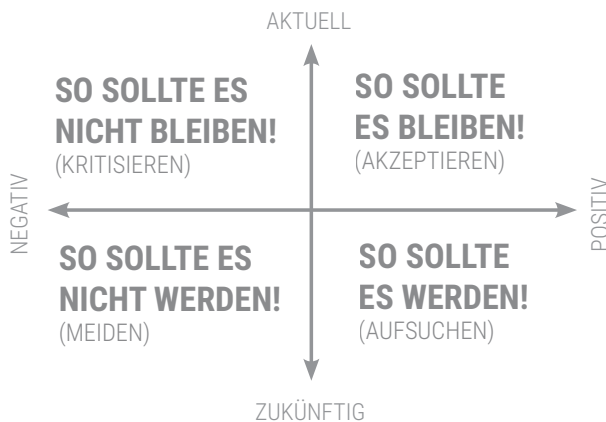 AKTUELL
SO SOLLTE ES
NICHT BLEIBEN!
(KRITISIEREN)
SO SOLLTE
ES BLEIBEN!
(AKZEPTIEREN)
NEGATIV
POSITIV
SO SOLLTE ES
NICHT WERDEN!
(MEIDEN)
SO SOLLTE
ES WERDEN!
(AUFSUCHEN)
ZUKÜNFTIG